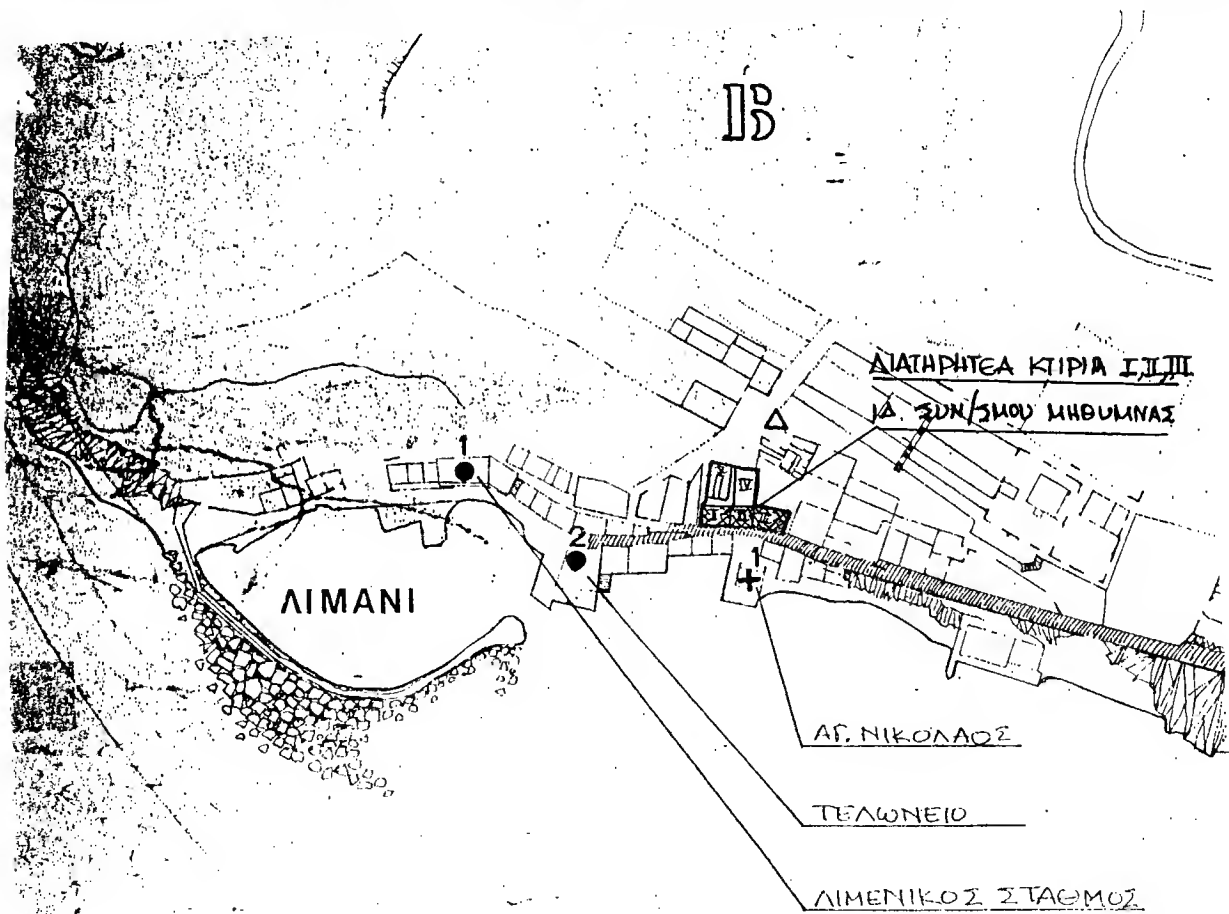 B
ΔΙΑΤΗΡΗΤΕΑ ΚΤΙΡΙΑ I, II, III
ΙΔ. ΣΥΝ/ΣΜΟΥ ΜΗΘΥΜΝΑΣ
Δ
1
IV
2
1
ΛΙΜΑΝΙ
ΑΓ. ΝΙΚΟΛΑΟΣ
ΤΕΛΩΝΕΙΟ
ΛΙΜΕΝΙΚΟΣ ΣΤΑΘΜΟΣ